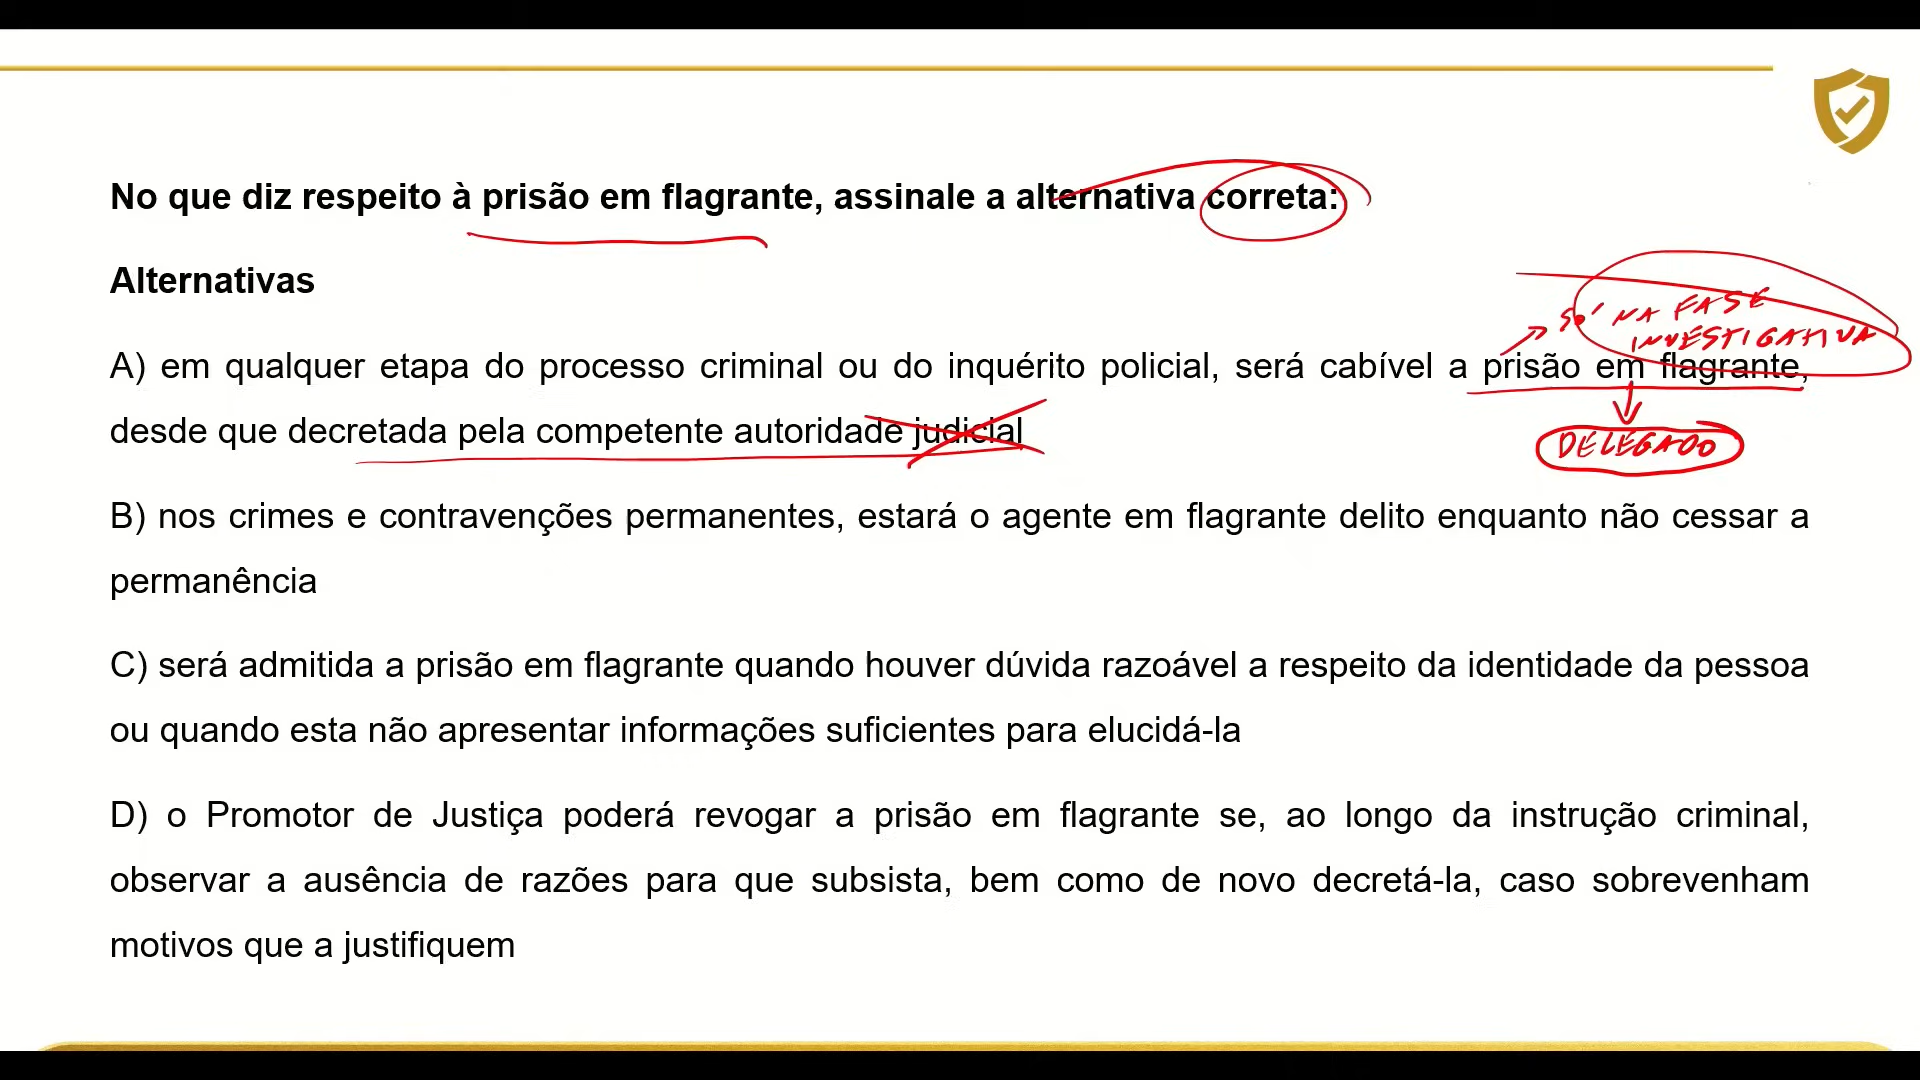 No que diz respeito à prisão em flagrante, assinale a alternativa correta:
Alternativas
SÓ NA FASE
INVESTIGATIVA
A) em qualquer etapa do processo criminal ou do inquérito policial, será cabível a prisão em flagrante,
desde que decretada pela competente autoridade judicial
DELEGADO
B) nos crimes e contravenções permanentes, estará o agente em flagrante delito enquanto não cessar a
permanência
C) será admitida a prisão em flagrante quando houver dúvida razoável a respeito da identidade da pessoa
ou quando esta não apresentar informações suficientes para elucidá-la
D) o Promotor de Justiça poderá revogar a prisão em flagrante se, ao longo da instrução criminal,
observar a ausência de razões para que subsista, bem como de novo decretá-la, caso sobrevenham
motivos que a justifiquem